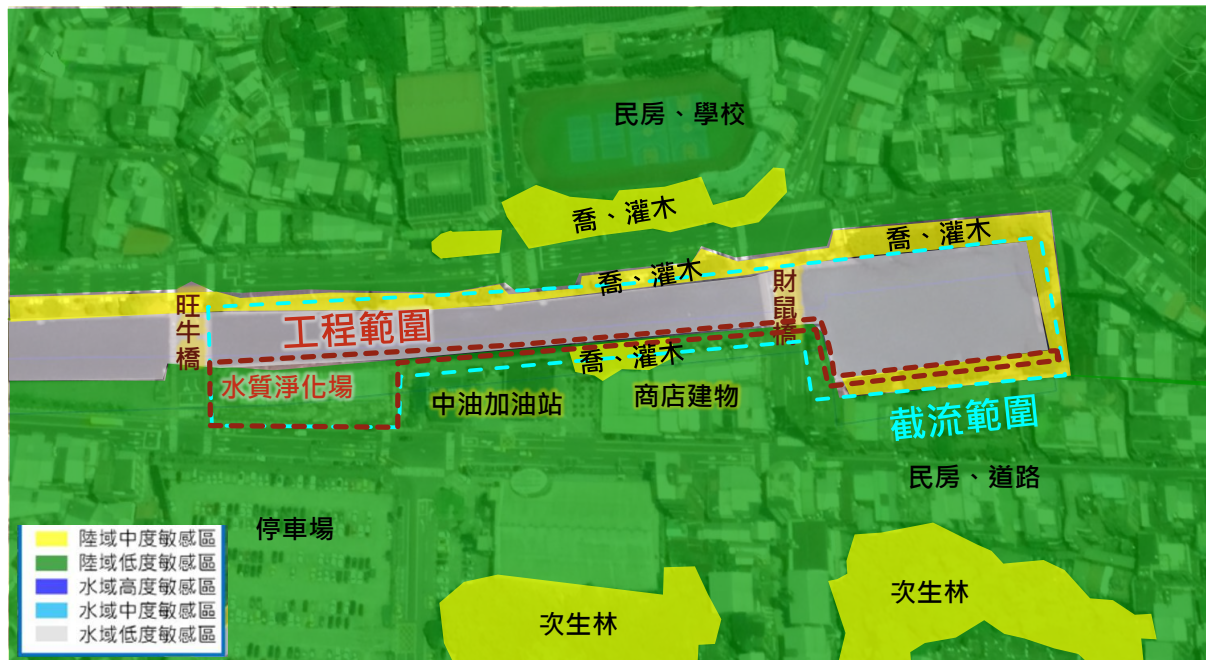 民房、學校
喬、灌木
喬、灌木
喬、灌木
旺牛橋
財鼠橋
工程範圍
喬、灌木
水質淨化場
中油加油站
商店建物
截流範圍
民房、道路
停車場
陸域中度敏感區
陸域低度敏感區
水域高度敏感區
水域中度敏感區
水域低度敏感區
次生林
次生林